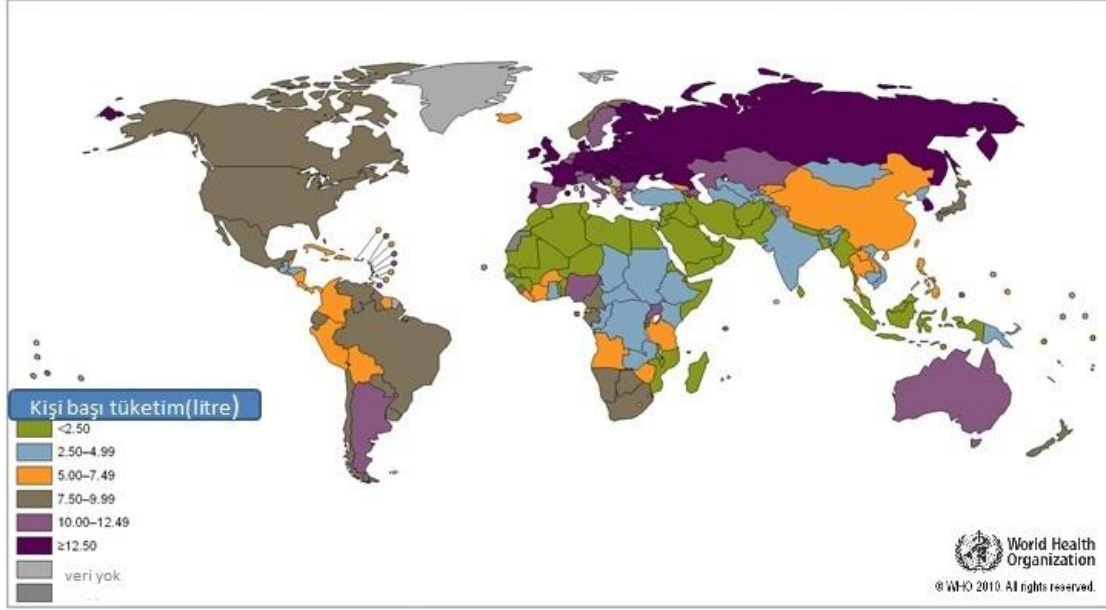 Kişi başı tüketim(litre)
<2.50
2.50–4.99
5.00–7.49
7.50–9.99
10.00–12.49
≥12.50
veri yok
World Health
Organization
© WHO 2010. All rights reserved.